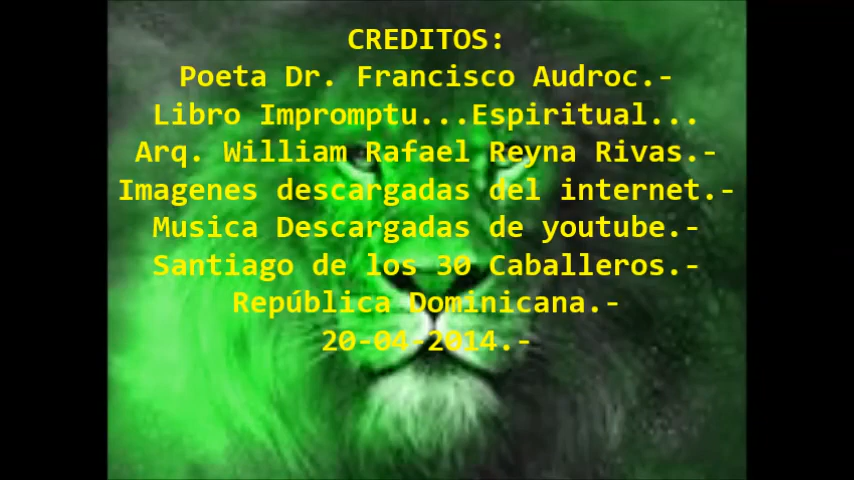 CREDITOS:
Poeta Dr. Francisco Audroc.-
Libro Impromptu...Espiritual...
Arq. William Rafael Reyna Rivas.-
Imagenes descargadas del internet.-
Musica Descargadas de youtube.-
Santiago de los 30 Caballeros.-
República Dominicana.-
20-04-2014.-